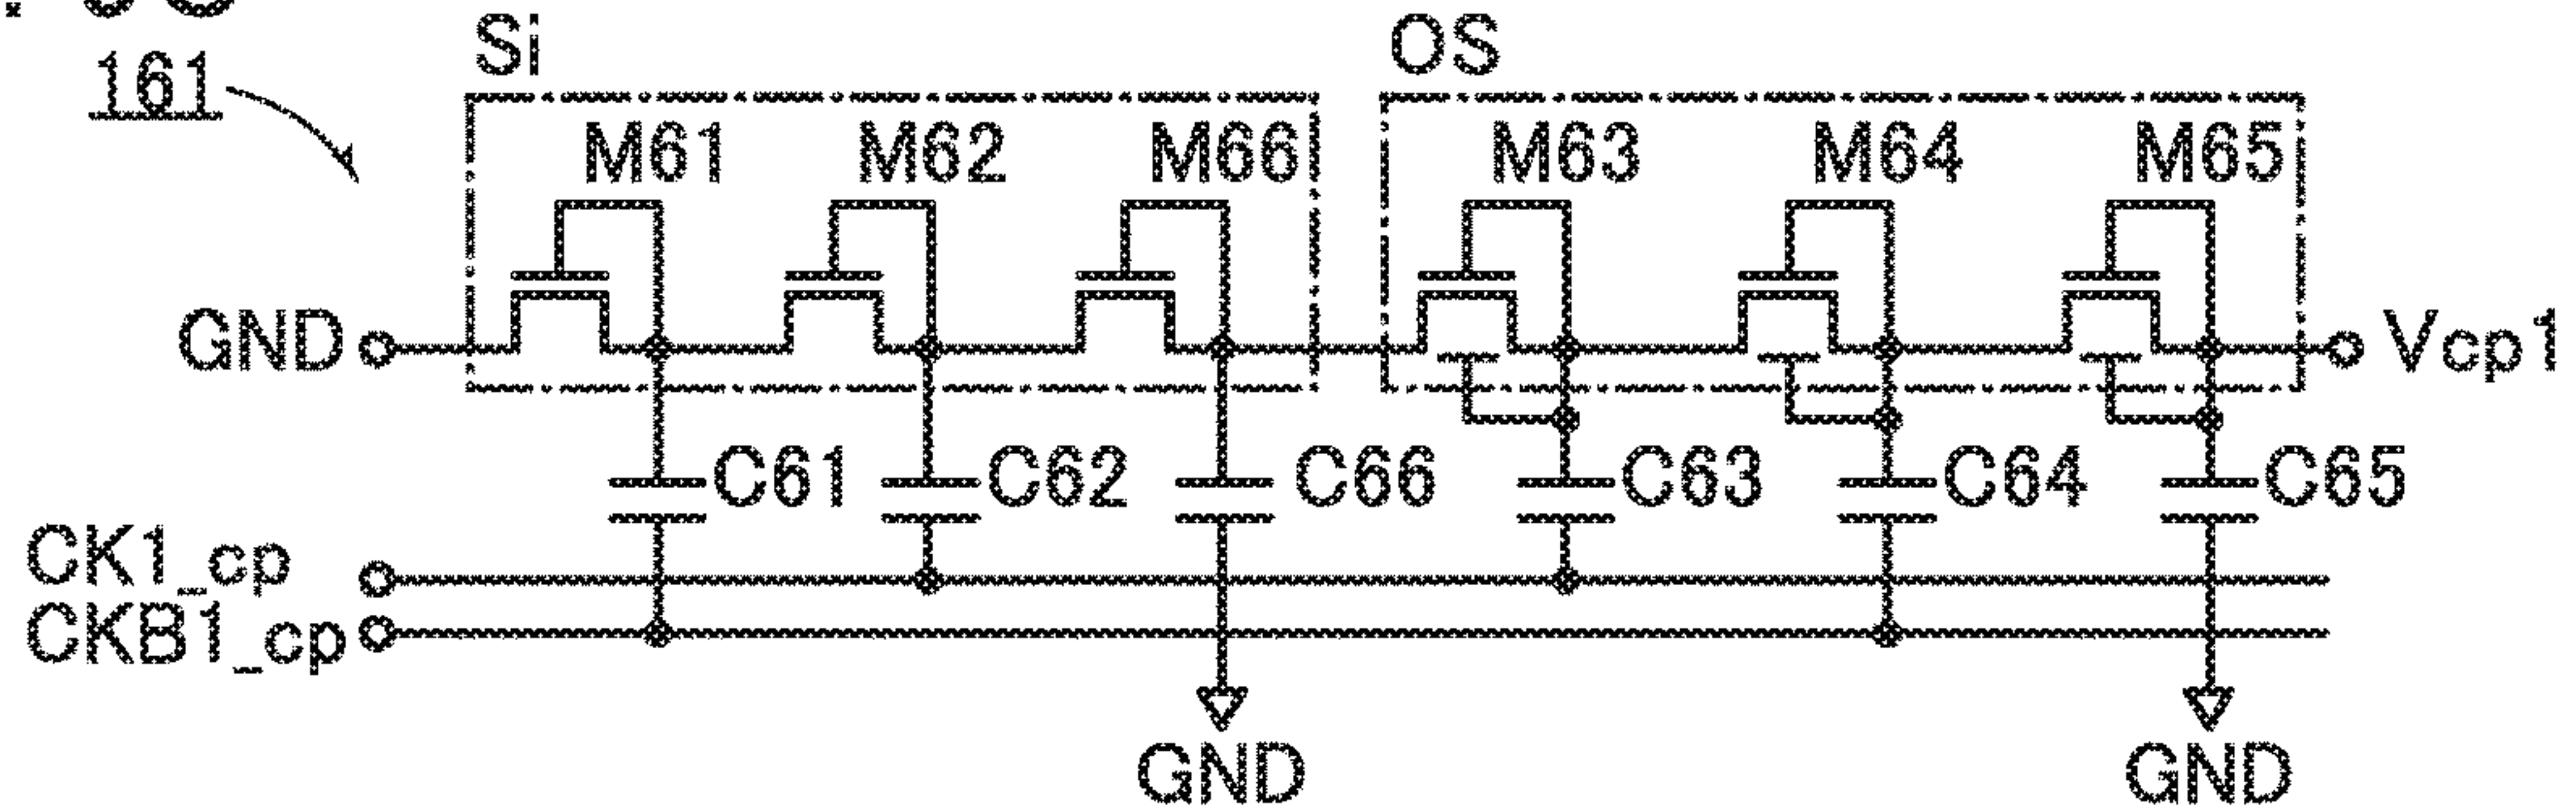 161
Si
OS
M61 M62 M66 M63 M64 M65
GND
Vcp1
C61 C62 C66 C63 C64 C65
CK1_cp
CKB1_cp
GND GND